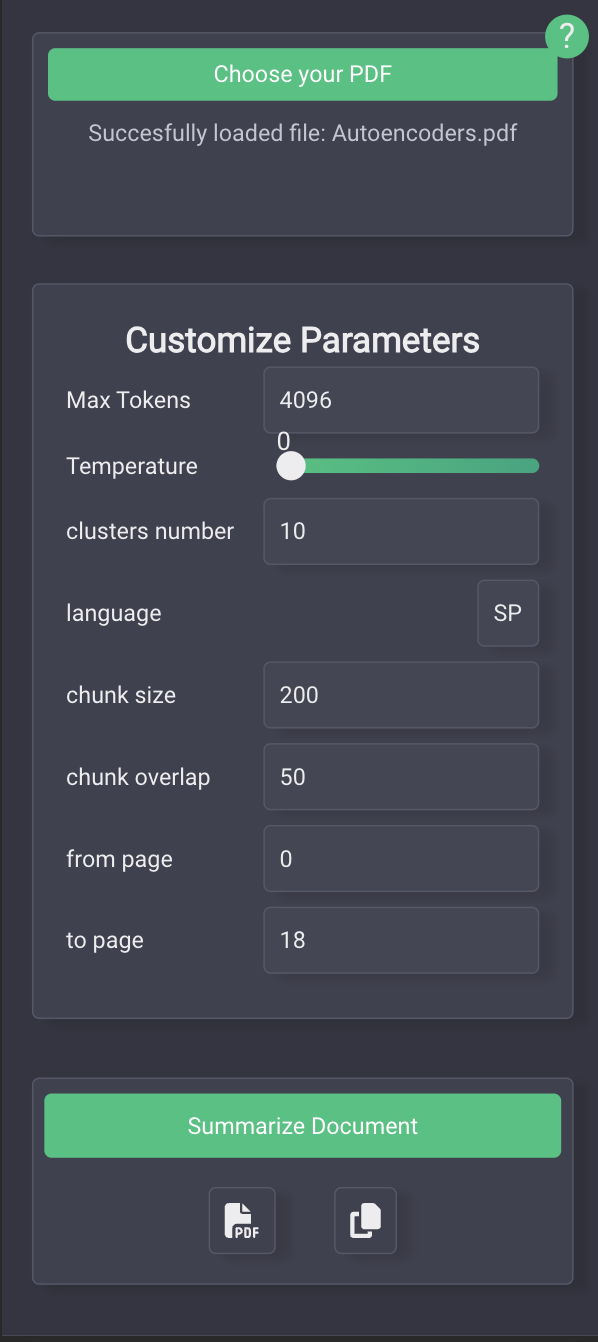 ?
Choose your PDF
Succesfully loaded file: Autoencoders.pdf
Customize Parameters
Max Tokens 4096
0
Temperature
clusters number 10
language SP
chunk size 200
chunk overlap 50
from page 0
to page 18
Summarize Document
PDF